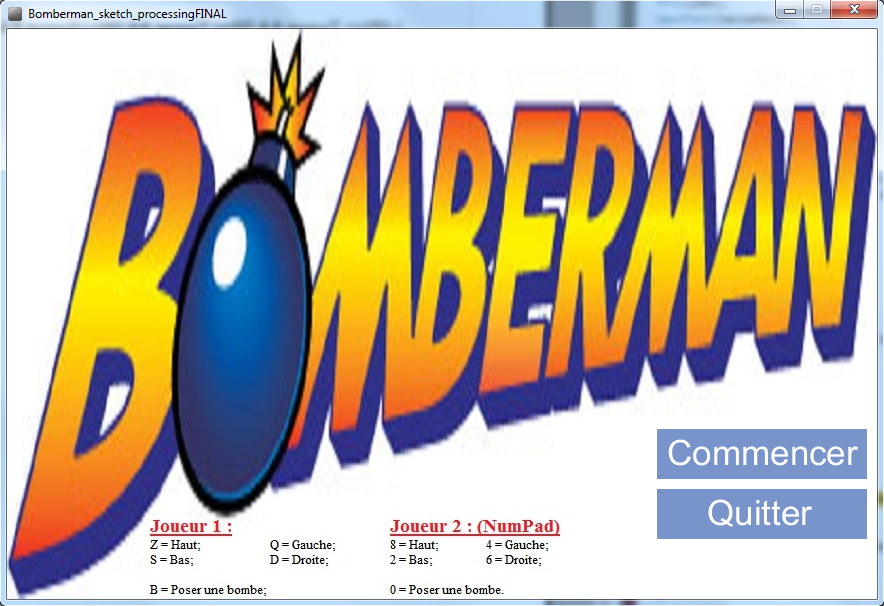 Bomberman_sketch_processingFINAL
BOMBERMAN
Commencer
Quitter
Joueur 1 : Joueur 2 : (NumPad)
Z = Haut; Q = Gauche; 8 = Haut; 4 = Gauche;
S = Bas; D = Droite; 2 = Bas; 6 = Droite;
B = Poser une bombe; 0 = Poser une bombe.